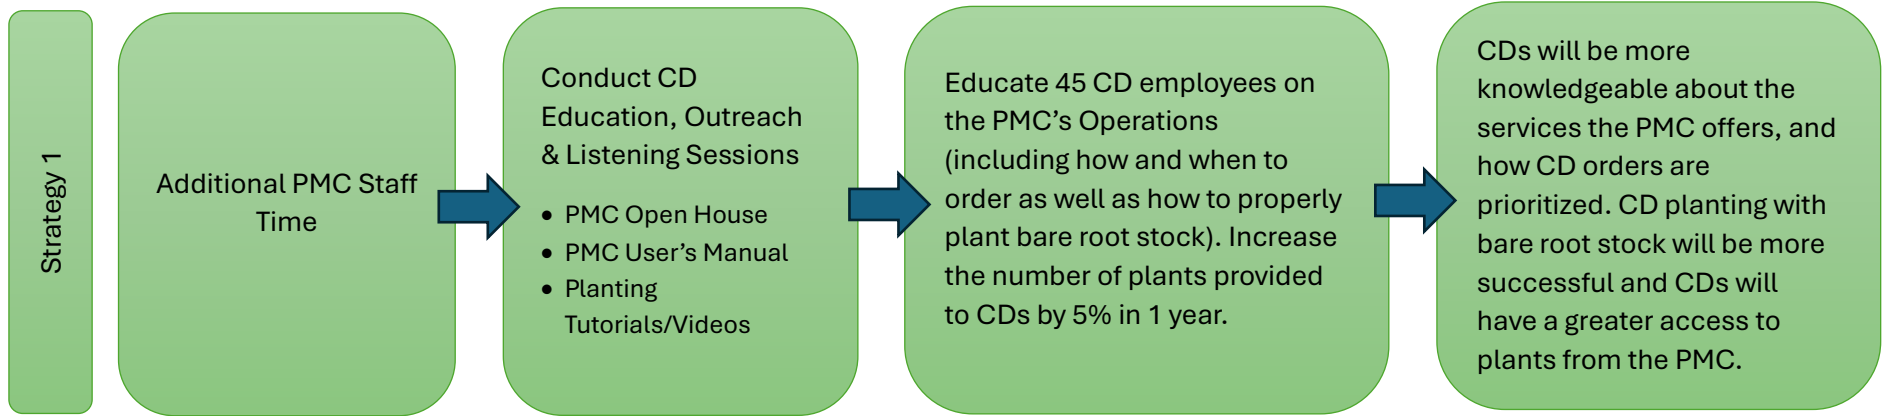 Strategy 1
Additional PMC Staff
Time
Conduct CD
Education, Outreach
& Listening Sessions
• PMC Open House
• PMC User’s Manual
• Planting
Tutorials/Videos
Educate 45 CD employees on
the PMC’s Operations
(including how and when to
order as well as how to properly
plant bare root stock). Increase
the number of plants provided
to CDs by 5% in 1 year.
CDs will be more
knowledgeable about the
services the PMC offers, and
how CD orders are
prioritized. CD planting with
bare root stock will be more
successful and CDs will
have a greater access to
plants from the PMC.